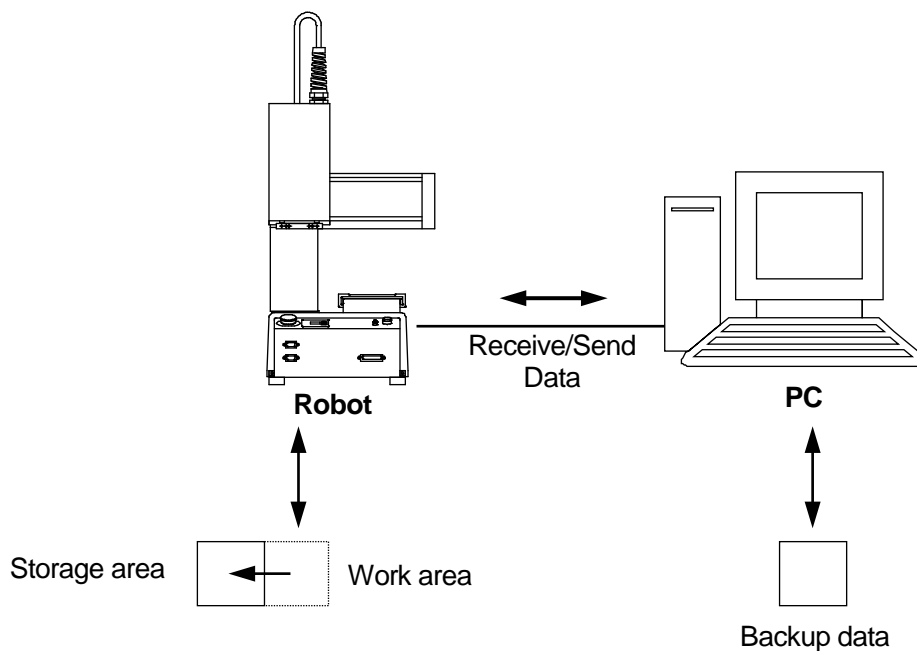 Receive/Send
Data
Robot
PC
Storage area
Work area
Backup data